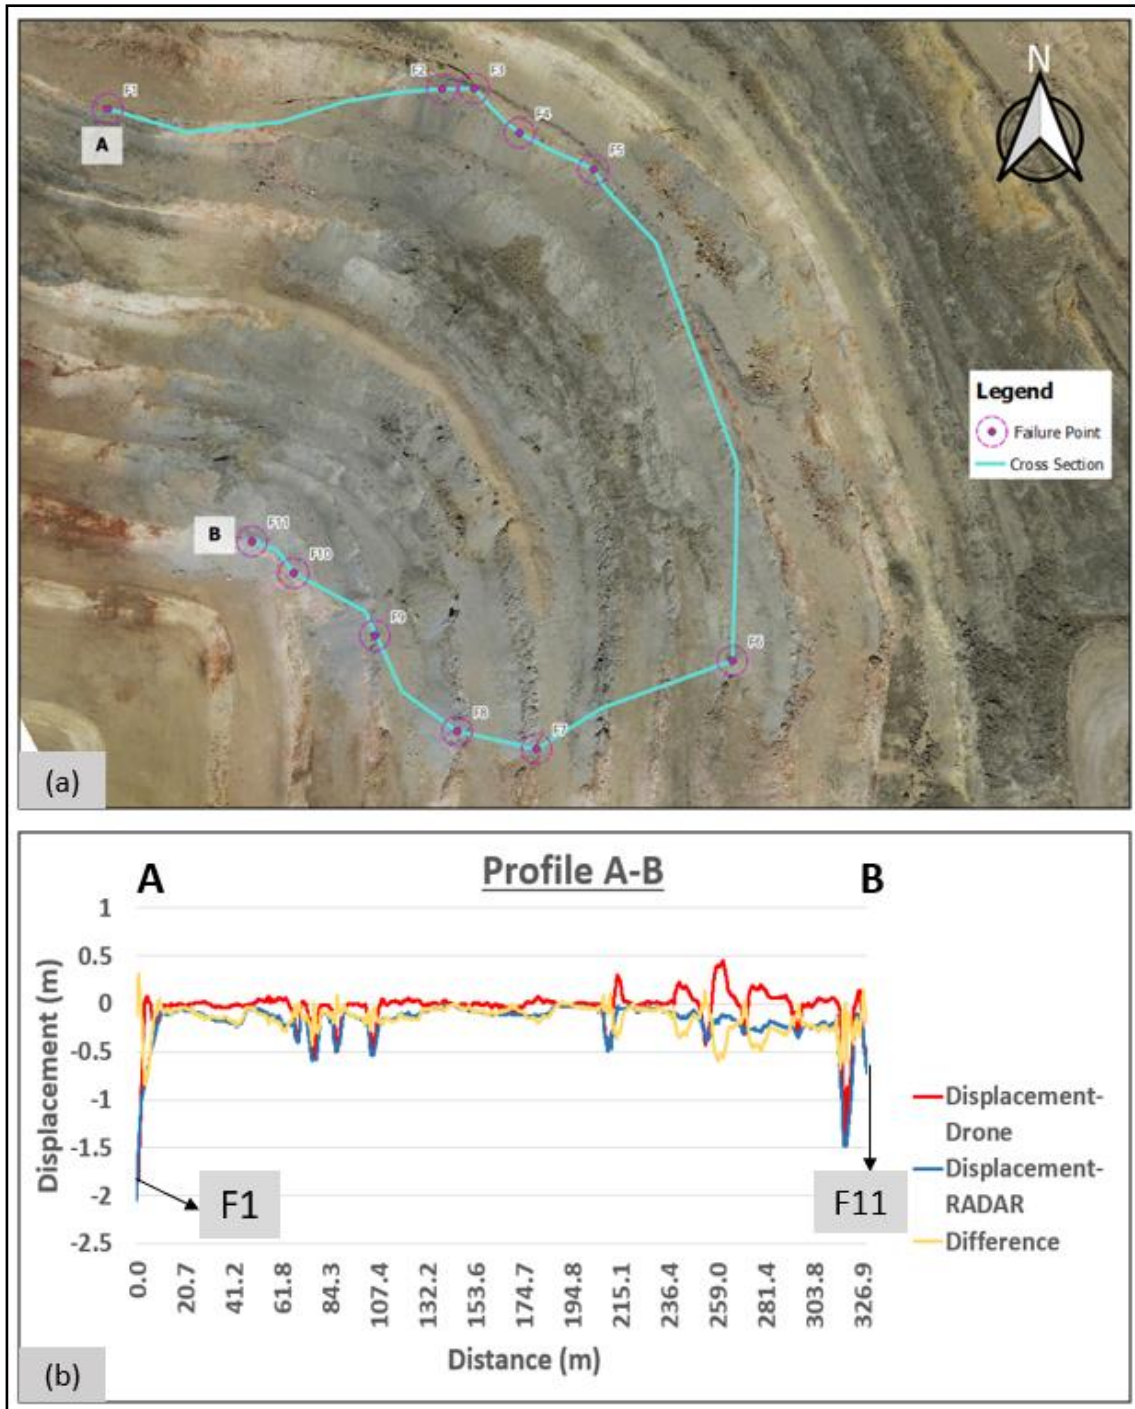 N
F1
F2
F3
F4
F5
A
Legend
Failure Point
Cross Section
B
F11
F10
F9
F6
F8
F7
(a)
Profile A-B
A
B
1
0.5
0
-0.5
-1
-1.5
-2
-2.5
Displacement (m)
F1
F11
Displacement-
Drone
Displacement-
RADAR
Difference
0.0
20.7
41.2
61.8
84.3
107.4
132.2
153.6
174.7
194.8
215.1
236.4
259.0
281.4
303.8
326.9
Distance (m)
(b)